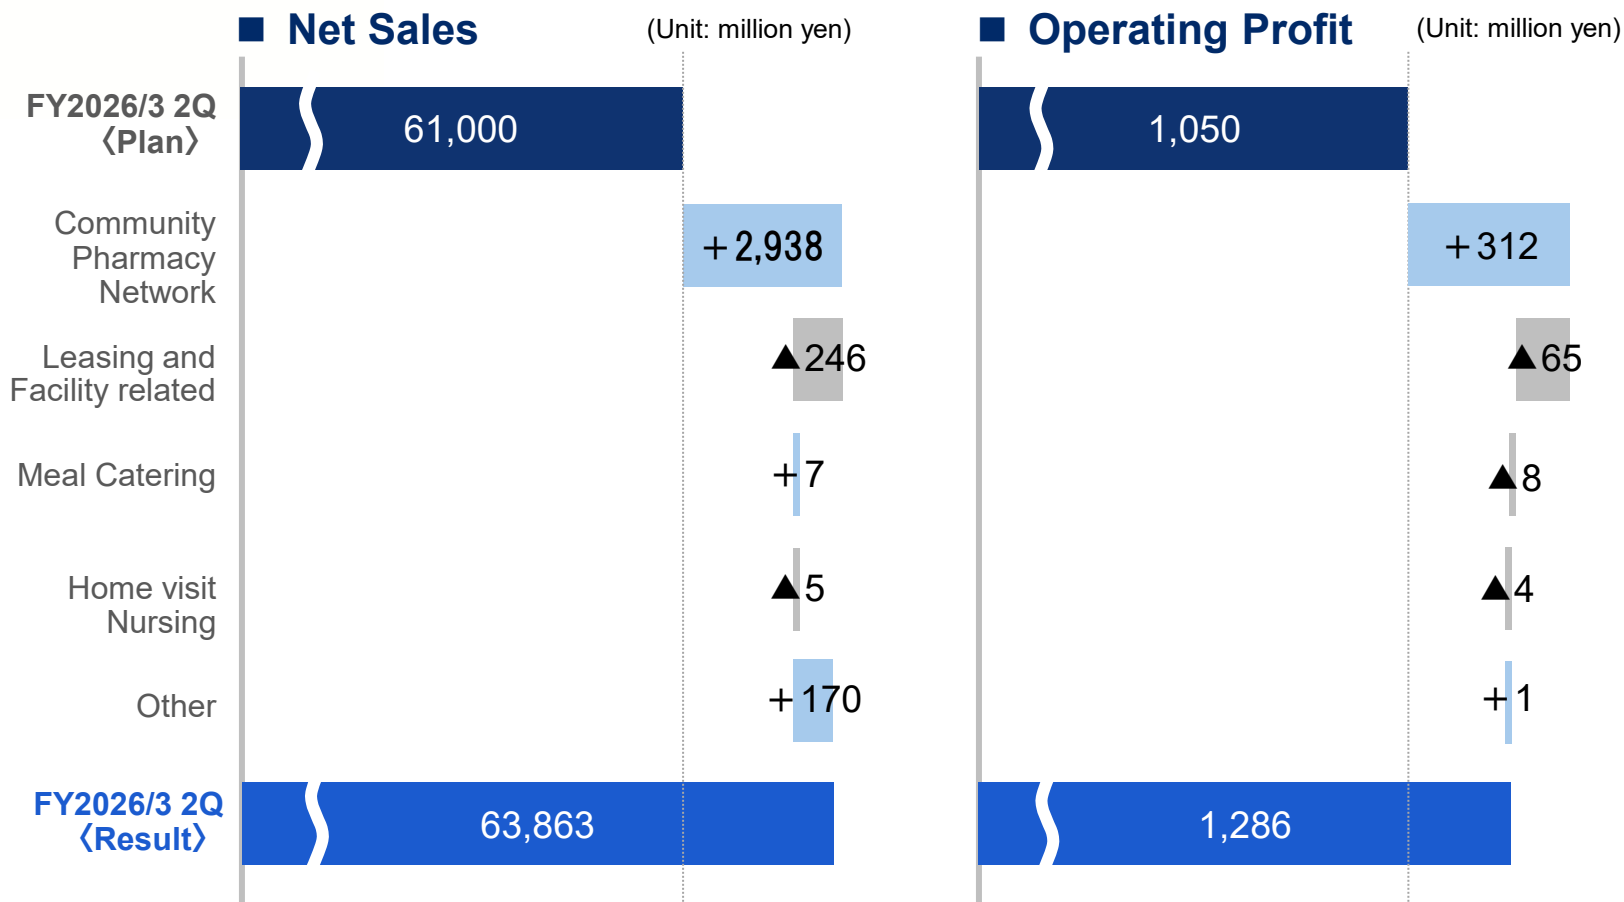 ■ Net Sales
(Unit: million yen)
■ Operating Profit
(Unit: million yen)
FY2026/3 2Q
〈Plan〉
61,000
1,050
Community
Pharmacy
Network
+2,938
+312
Leasing and
Facility related
▲246
▲65
Meal Catering
+7
▲8
Home visit
Nursing
▲5
▲4
Other
+170
+1
FY2026/3 2Q
〈Result〉
63,863
1,286